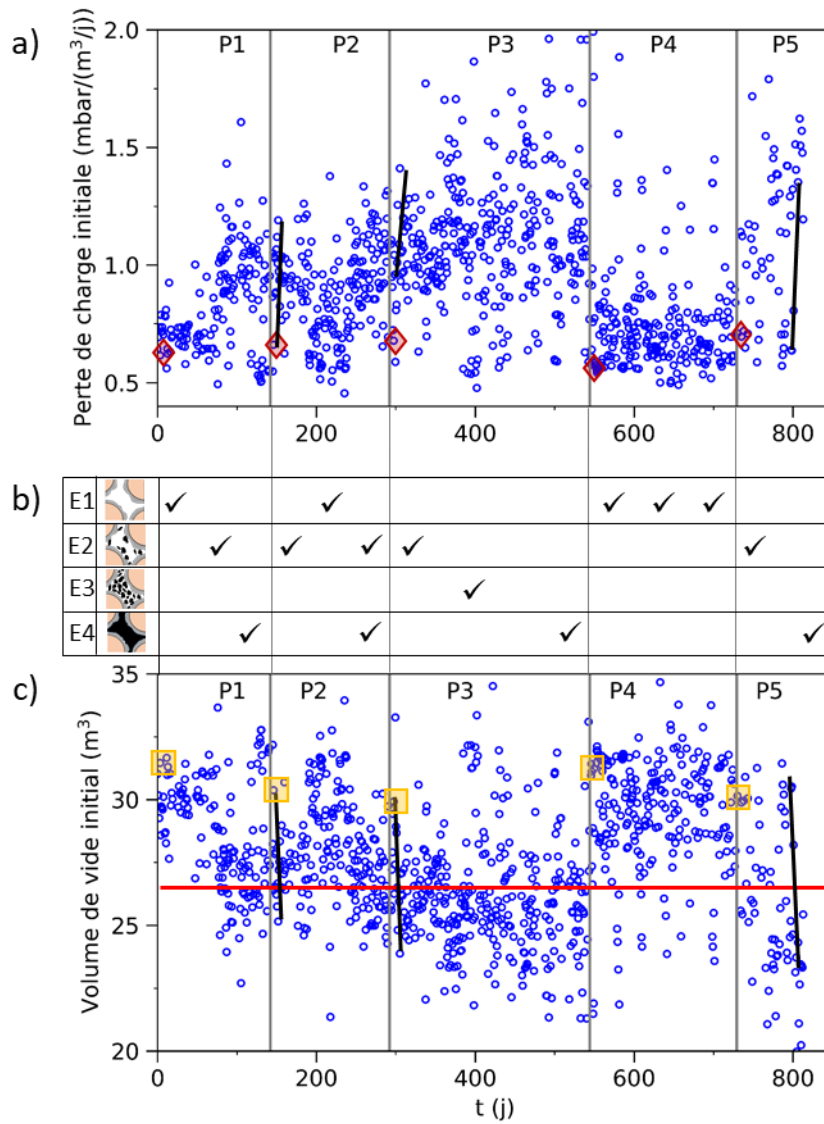 a)
Perte de charge initiale (mbar/(m³/j))
2.0
1.5
1.0
0.5
P1 P2 P3 P4 P5
0 200 400 600 800
b)
E1 ✓ ✓ ✓ ✓ ✓
E2 ✓ ✓ ✓ ✓ ✓
E3 ✓
E4 ✓ ✓ ✓ ✓
c)
Volume de vide initial (m³)
35
30
25
20
P1 P2 P3 P4 P5
0 200 400 600 800
t (j)